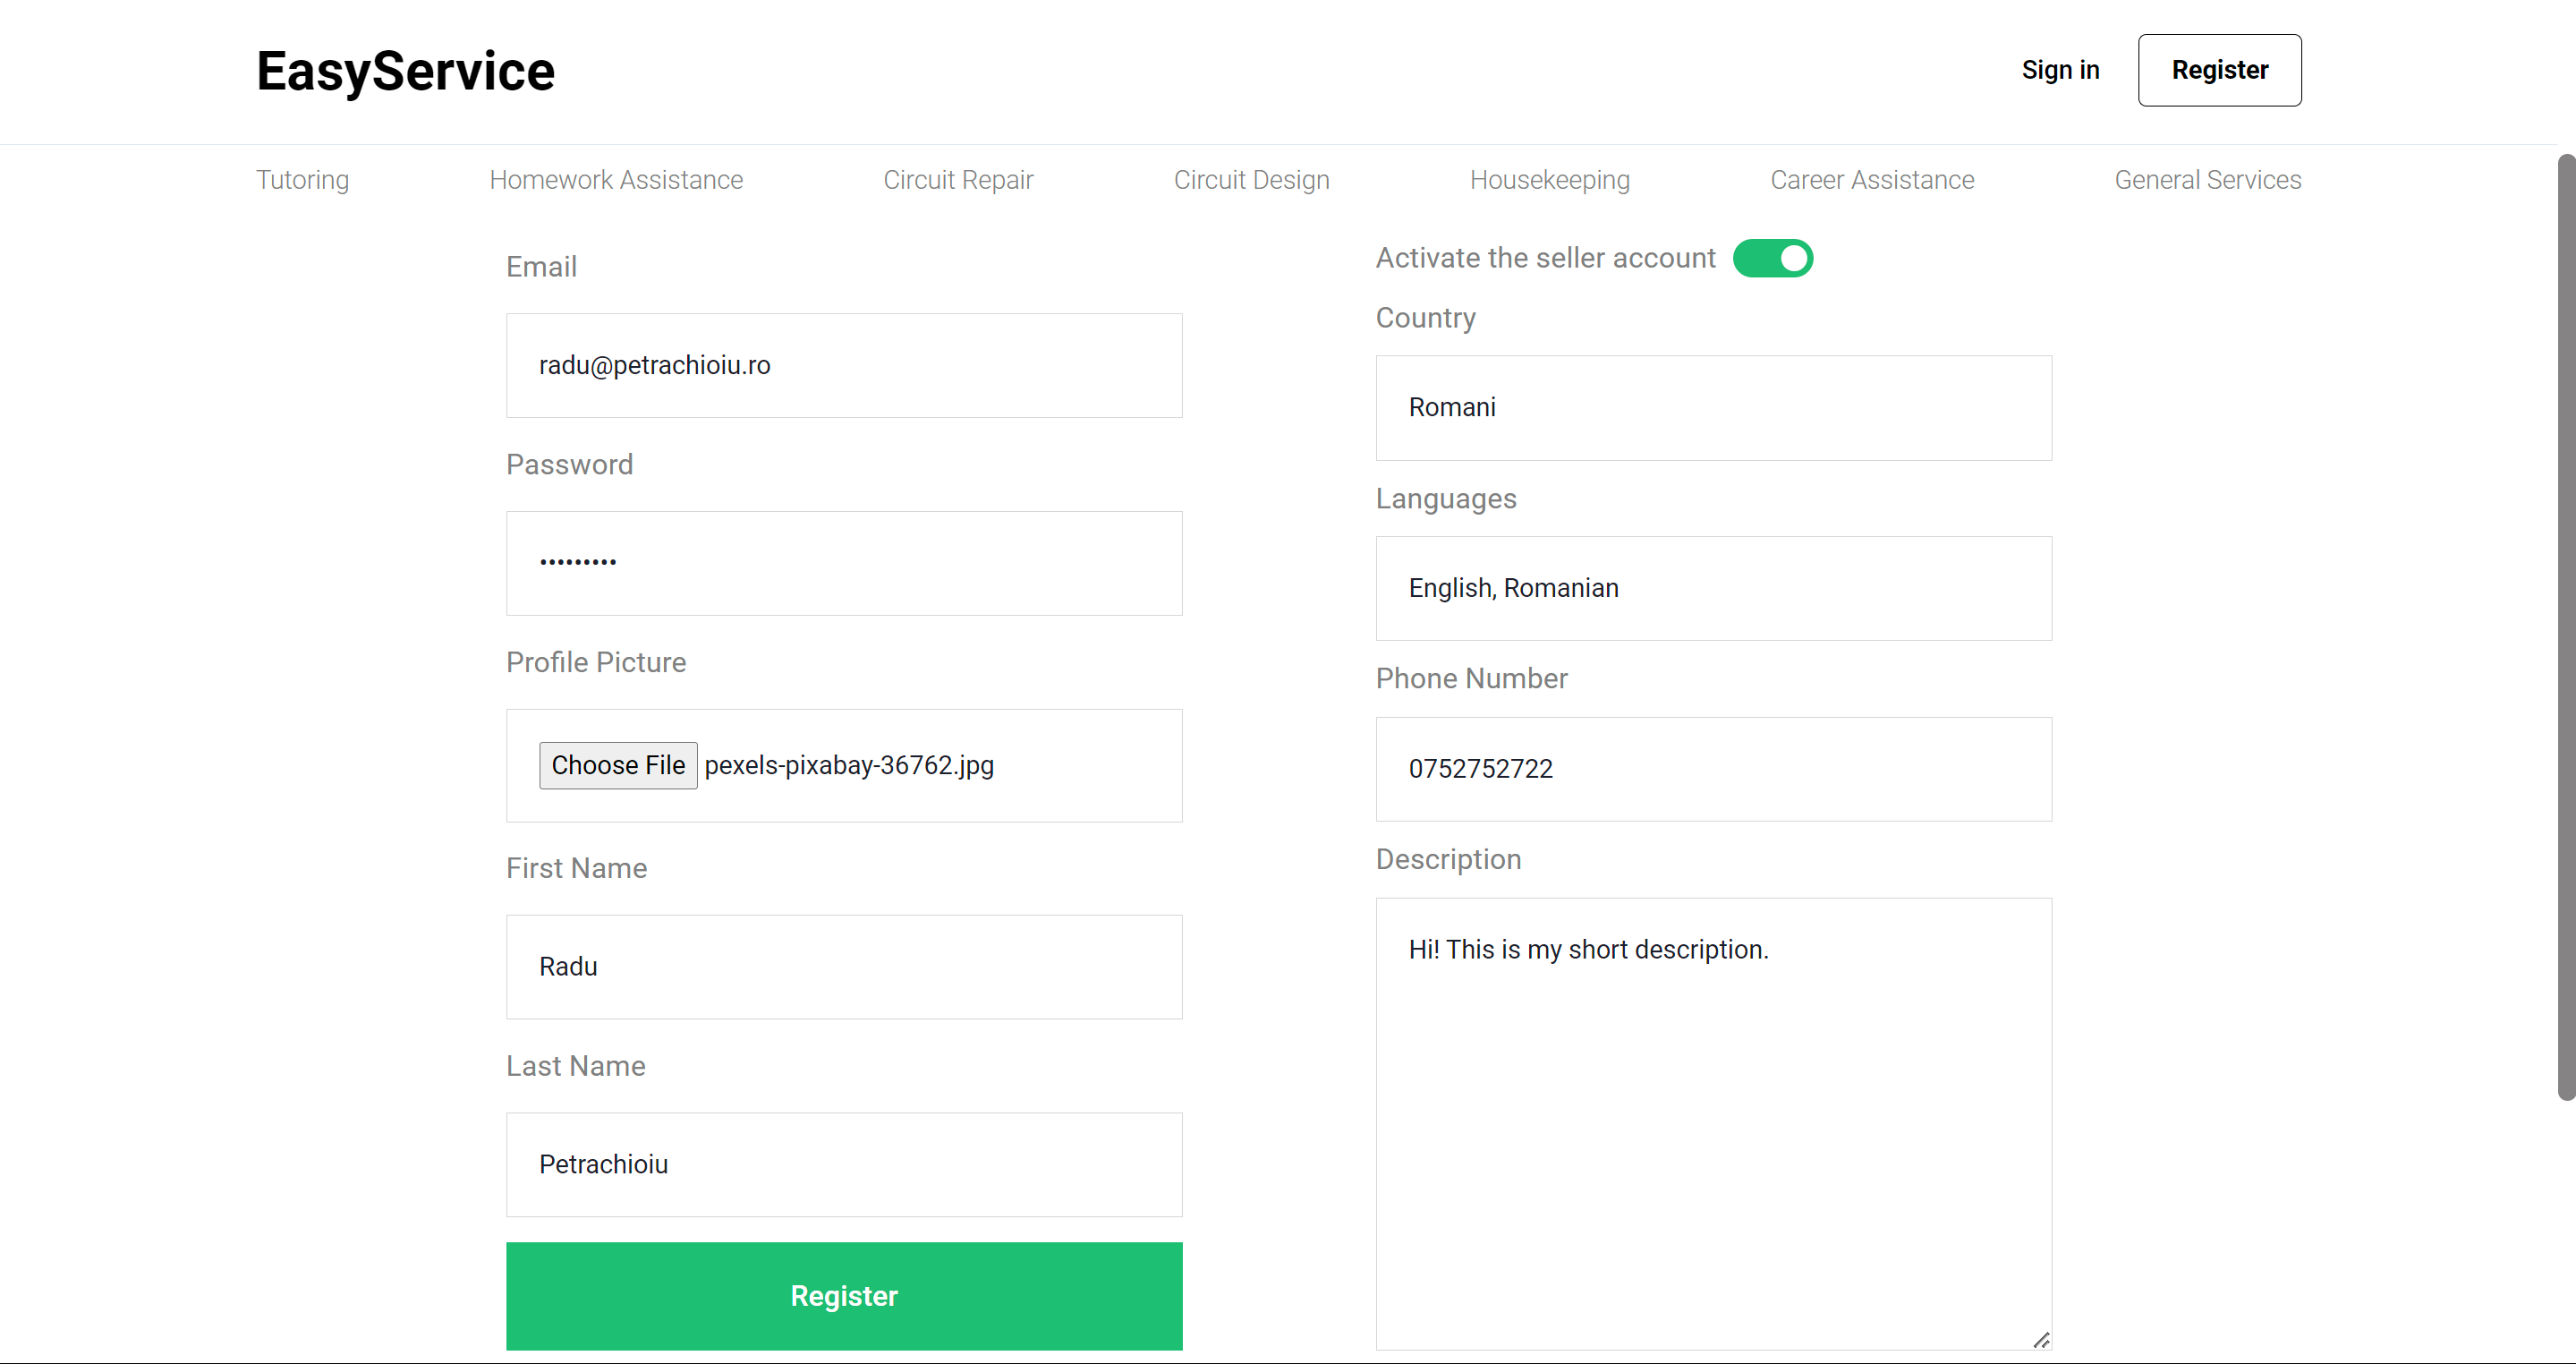 EasyService
Sign in
Register
Tutoring
Homework Assistance
Circuit Repair
Circuit Design
Housekeeping
Career Assistance
General Services
Email
radu@petrachioiu.ro
Password
•••••••••
Profile Picture
Choose File pexels-pixabay-36762.jpg
First Name
Radu
Last Name
Petrachioiu
Register
Activate the seller account
Country
Romani
Languages
English, Romanian
Phone Number
0752752722
Description
Hi! This is my short description.